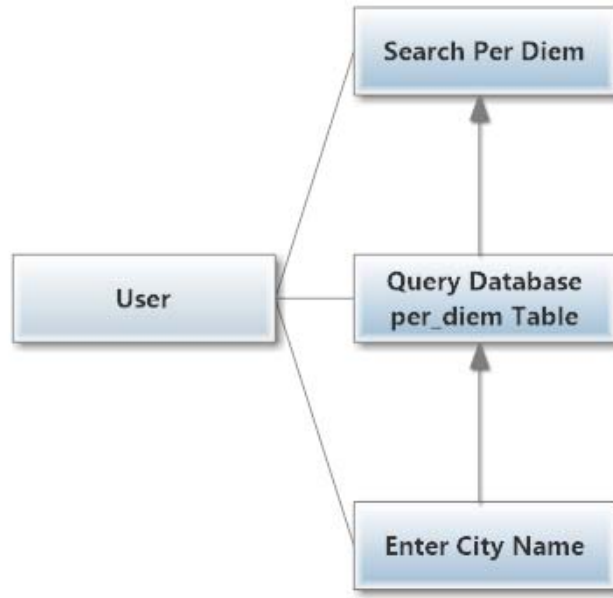 Search Per Diem
User
Query Database
per_diem Table
Enter City Name